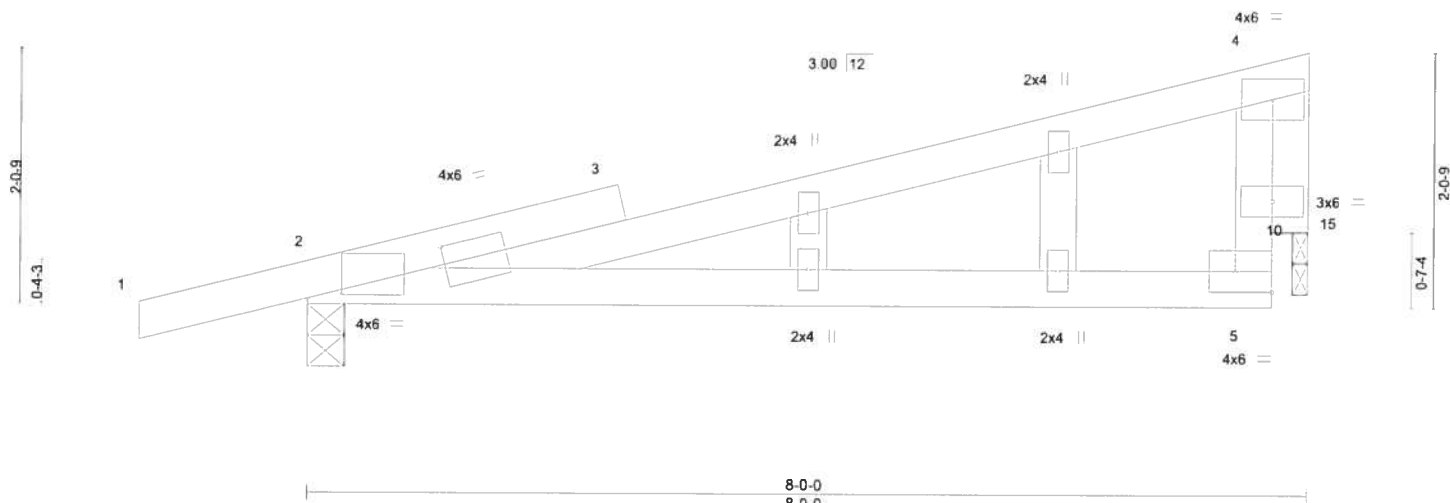 4x6 =
4
3.00 12
2x4 ||
2x4 ||
2-0-9
2-0-9
3
4x6 =
3x6 =
10 15
2
0-4-3
0-7-4
1
4x6 =
2x4 ||
2x4 ||
5
4x6 =
8-0-0
8-0-0